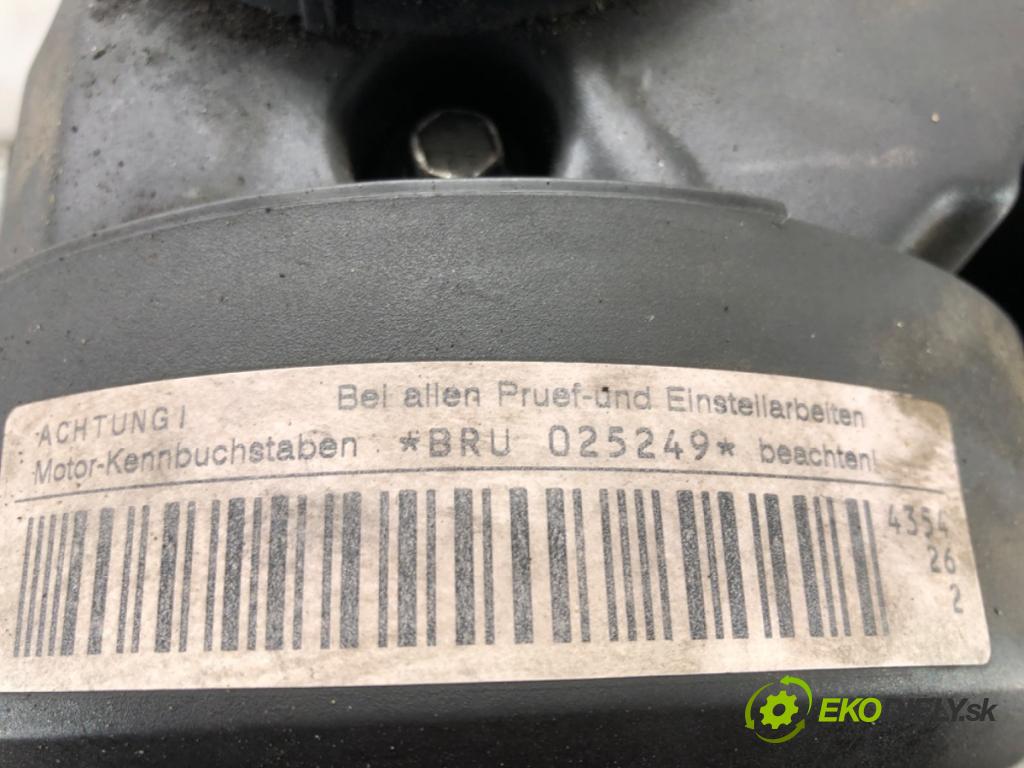 ACHTUNG! Bei allen Pruef-und Einstellarbeiten
Motor-Kennbuchstaben *BRU 025249* beachten!
4354
26
2
EKODIELY.sk